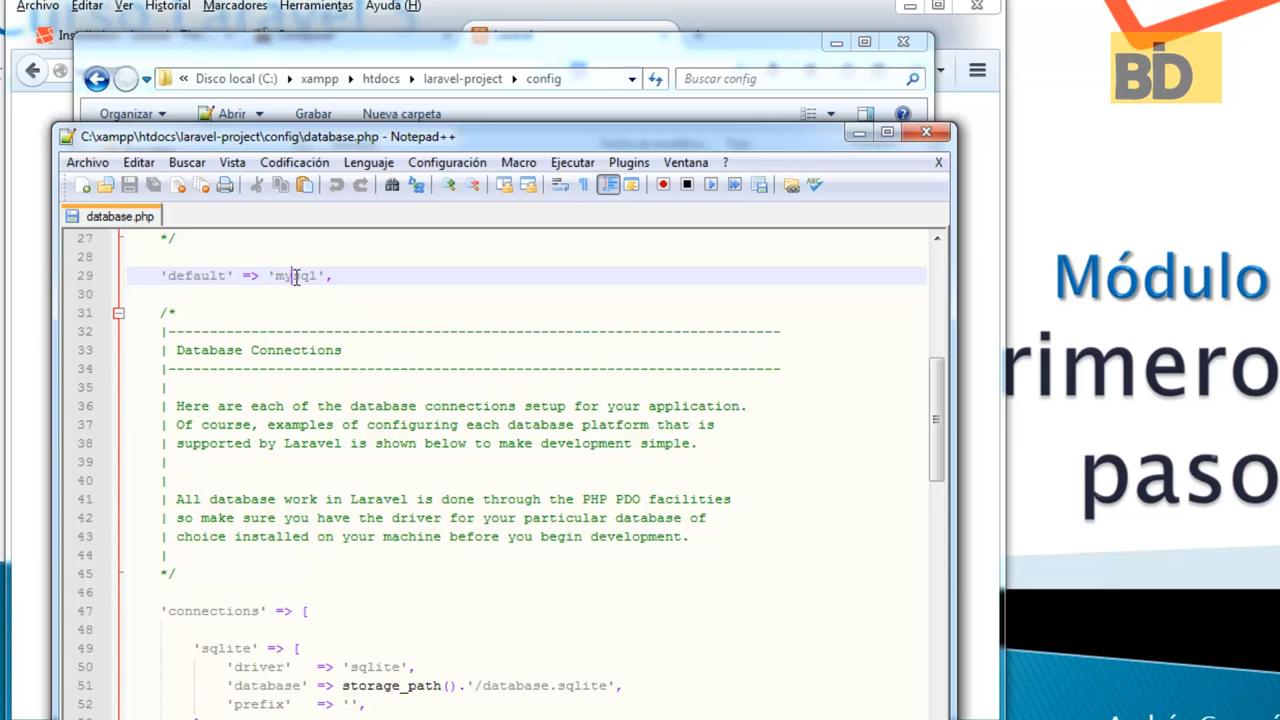 Archivo Editar Ver Historial Marcadores Herramientas Ayuda (H)
Disco local (C:) xampp htdocs laravel-project config
Buscar config
Organizar Abrir Grabar Nueva carpeta
C:\xampp\htdocs\laravel-project\config\database.php - Notepad++
Archivo Editar Buscar Vista Codificación Lenguaje Configuración Macro Ejecutar Plugins Ventana ? X
database.php
27 */
28
29 'default' => 'mysql',
30
31 /*
32 |--------------------------------------------------------------------------
33 | Database Connections
34 |--------------------------------------------------------------------------
35 |
36 | Here are each of the database connections setup for your application.
37 | Of course, examples of configuring each database platform that is
38 | supported by Laravel is shown below to make development simple.
39 |
40 |
41 | All database work in Laravel is done through the PHP PDO facilities
42 | so make sure you have the driver for your particular database of
43 | choice installed on your machine before you begin development.
44 |
45 */
46
47 'connections' => [
48
49 'sqlite' => [
50 'driver' => 'sqlite',
51 'database' => storage_path().'/database.sqlite',
52 'prefix' => '',
BD
Módulo
rimero
paso